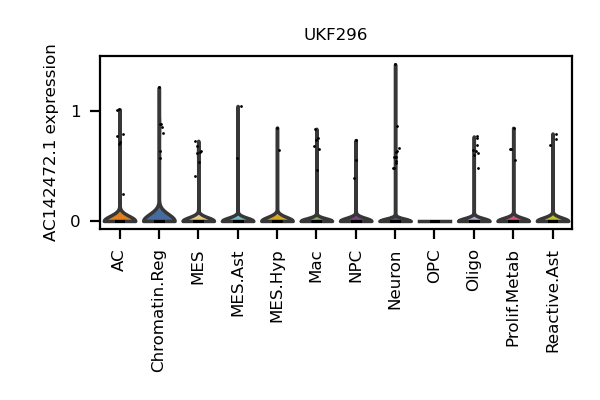 UKF296
AC142472.1 expression
1
0
AC
Chromatin.Reg
MES
MES.Ast
MES.Hyp
Mac
NPC
Neuron
OPC
Oligo
Prolif.Metab
Reactive.Ast